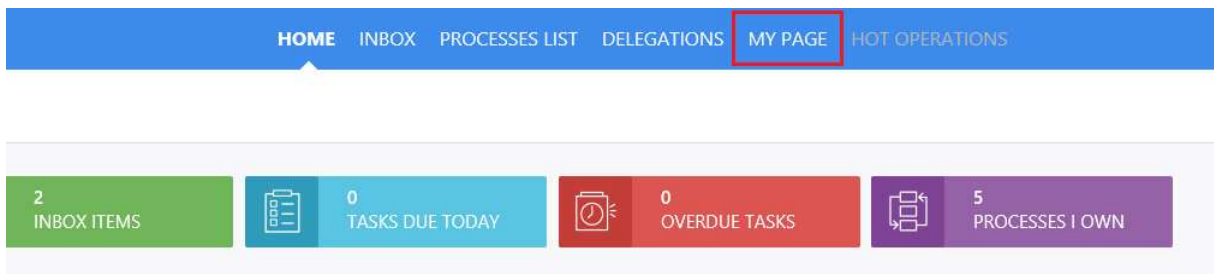 HOME INBOX PROCESSES LIST DELEGATIONS MY PAGE HOT OPERATIONS
2
INBOX ITEMS
0
TASKS DUE TODAY
0
OVERDUE TASKS
5
PROCESSES I OWN